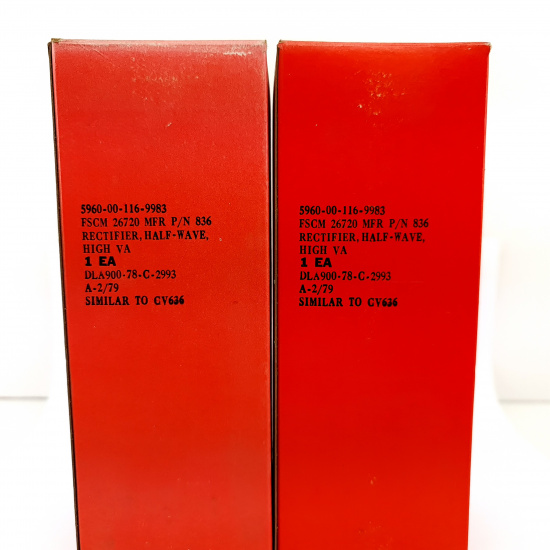 5960-00-116-9983
FSCM 26720 MFR P/N 836
RECTIFIER, HALF-WAVE,
HIGH VA
1 EA
DLA900-78-C-2993
A-2/79
SIMILAR TO CV636
5960-00-116-9983
FSCM 26720 MFR P/N 836
RECTIFIER, HALF-WAVE,
HIGH VA
1 EA
DLA900-78-C-2993
A-2/79
SIMILAR TO CV636